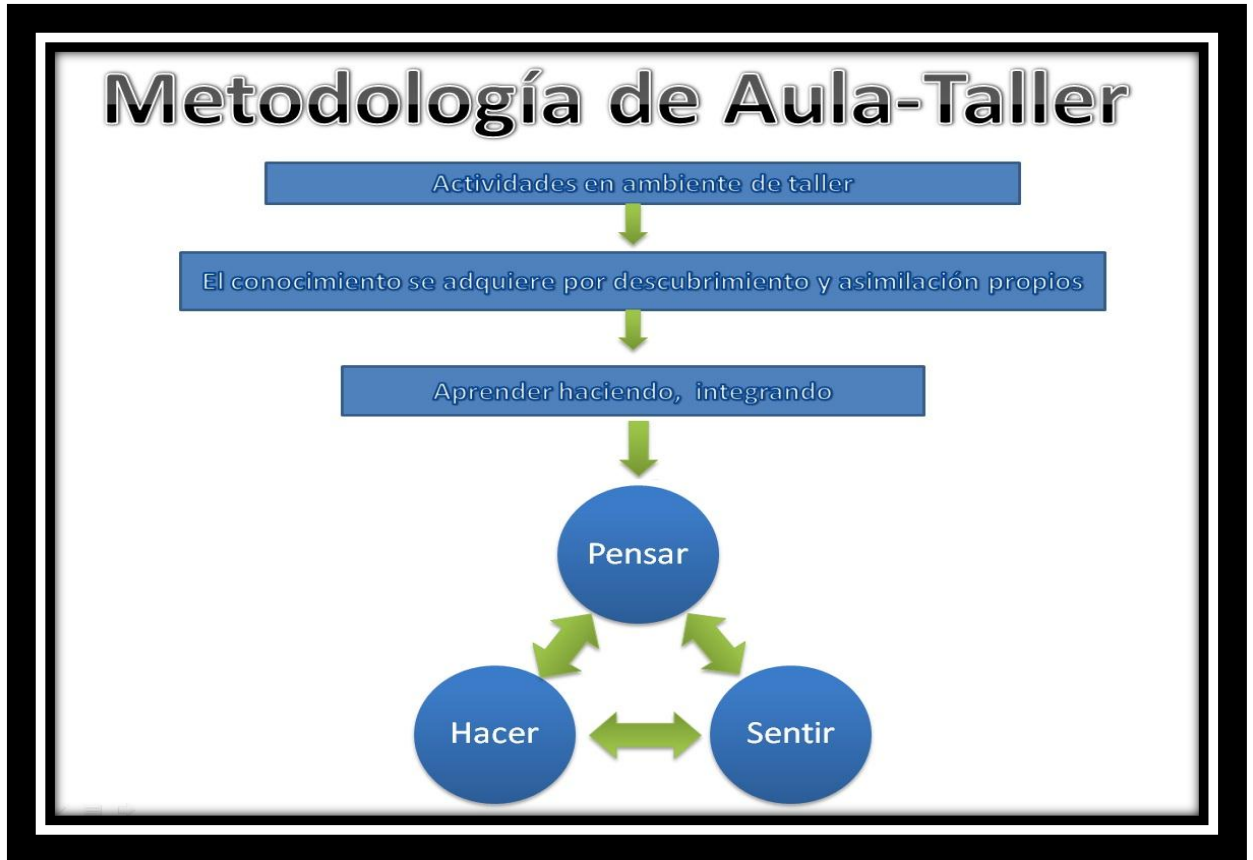 Metodología de Aula-Taller
Actividades en ambiente de taller
El conocimiento se adquiere por descubrimiento y asimilación propios
Aprender haciendo, integrando
Pensar
Hacer
Sentir